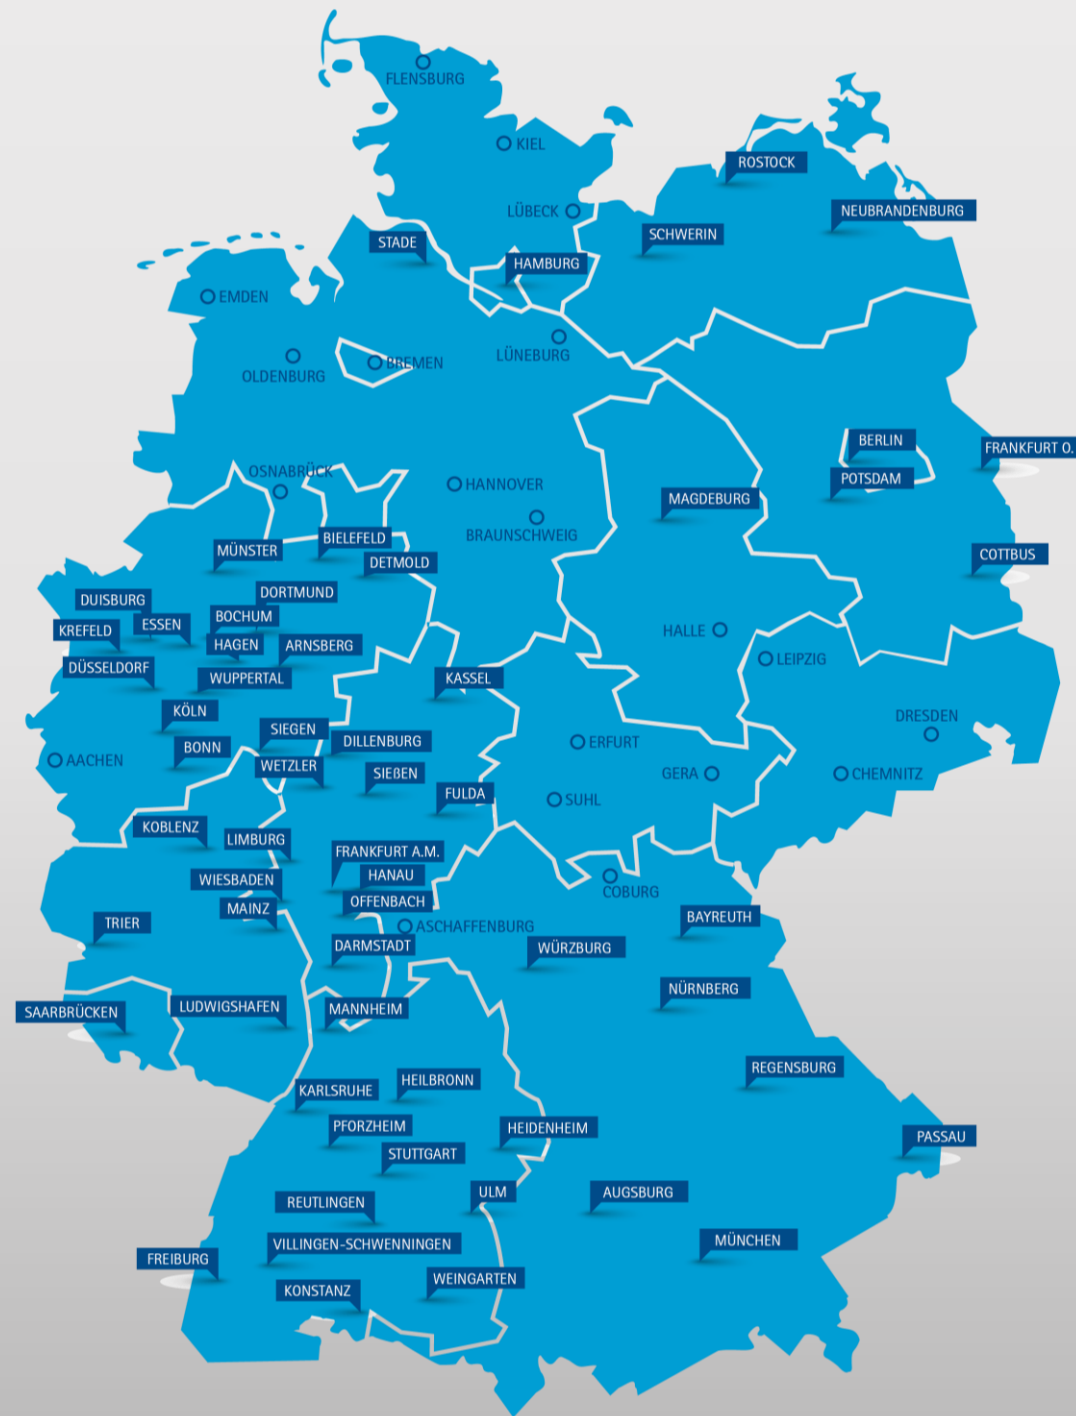 FLENSBURG
KIEL
ROSTOCK
LÜBECK
NEUBRANDENBURG
SCHWERIN
STADE
HAMBURG
EMDEN
LÜNEBURG
BREMEN
OLDENBURG
BERLIN
FRANKFURT O.
OSNABRÜCK
POTSDAM
HANNOVER
MAGDEBURG
BRAUNSCHWEIG
BIELEFELD
MÜNSTER
COTTBUS
DETMOLD
DORTMUND
DUISBURG
BOCHUM
ESSEN
KREFELD
HALLE
HAGEN
ARNSBERG
LEIPZIG
DÜSSELDORF
WUPPERTAL
KASSEL
KÖLN
DRESDEN
SIEGEN
DILLENBURG
ERFURT
BONN
AACHEN
WETZLER
SIEßEN
GERA
CHEMNITZ
FULDA
SUHL
KOBLENZ
LIMBURG
FRANKFURT A.M.
HANAU
WIESBADEN
COBURG
OFFENBACH
MAINZ
BAYREUTH
TRIER
ASCHAFFENBURG
DARMSTADT
WÜRZBURG
NÜRNBERG
LUDWIGSHAFEN
MANNHEIM
SAARBRÜCKEN
REGENSBURG
HEILBRONN
KARLSRUHE
PFORZHEIM
HEIDENHEIM
PASSAU
STUTTGART
ULM
AUGSBURG
REUTLINGEN
MÜNCHEN
VILLINGEN-SCHWENNINGEN
FREIBURG
WEINGARTEN
KONSTANZ